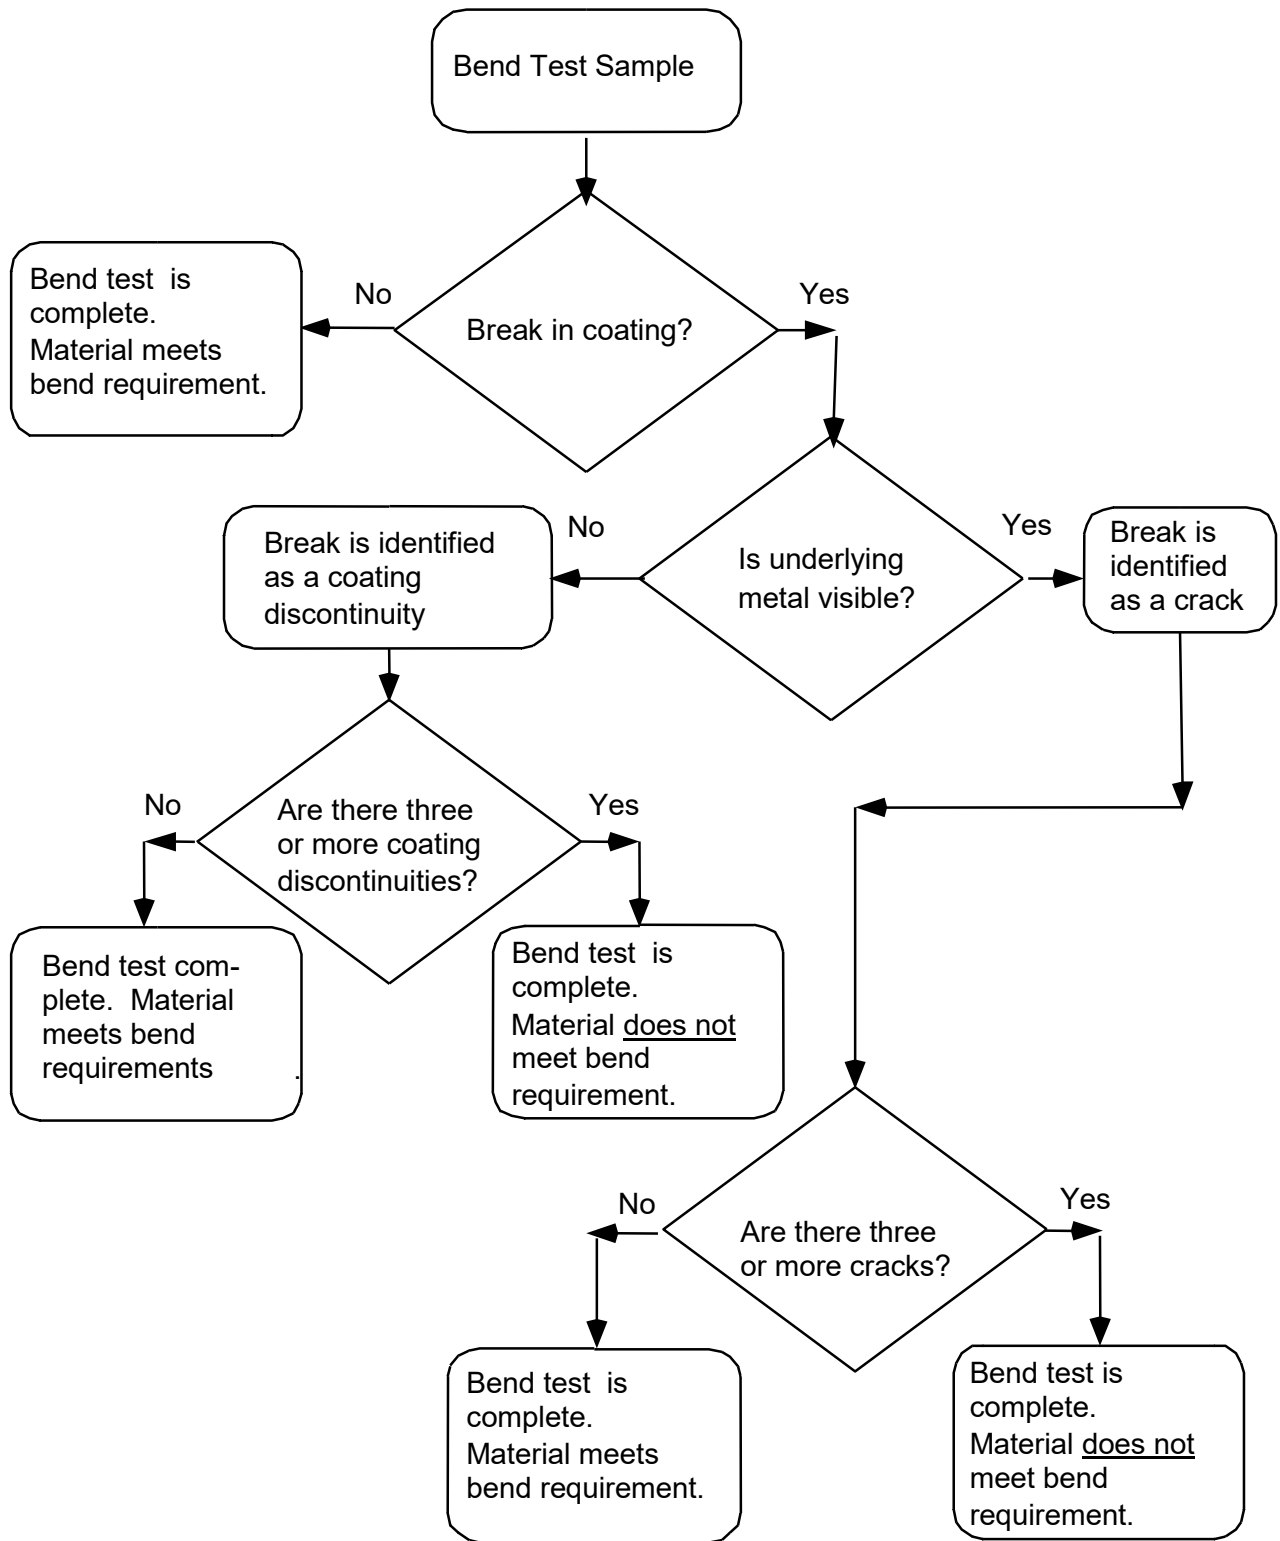 Bend Test Sample
No
Yes
Bend test  is
complete.
Material meets
bend requirement.
Break in coating?
No
Yes
Break is identified
as a coating
discontinuity
Is underlying
metal visible?
Break is
identified
as a crack
No
Yes
Are there three
or more coating
discontinuities?
Bend test com-
plete.  Material
meets bend
requirements .
Bend test  is
complete.
Material does not
meet bend
requirement.
No
Yes
Are there three
or more cracks?
Bend test  is
complete.
Material meets
bend requirement.
Bend test is
complete.
Material does not
meet bend
requirement.